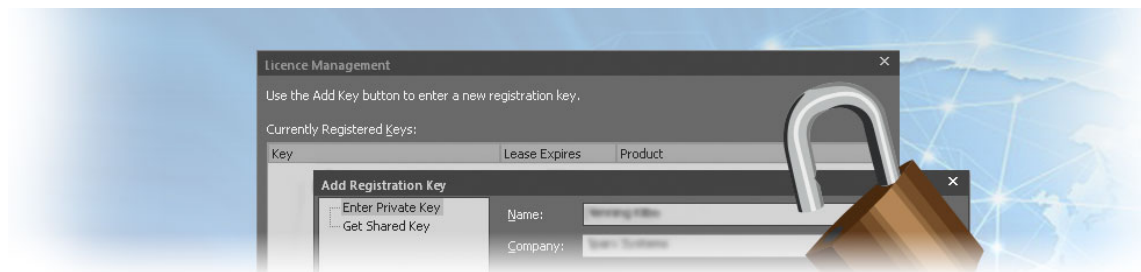 Licence Management
Use the Add Key button to enter a new registration key.
Currently Registered Keys:
Key Lease Expires Product
Add Registration Key
Enter Private Key
Get Shared Key
Name:
Company: